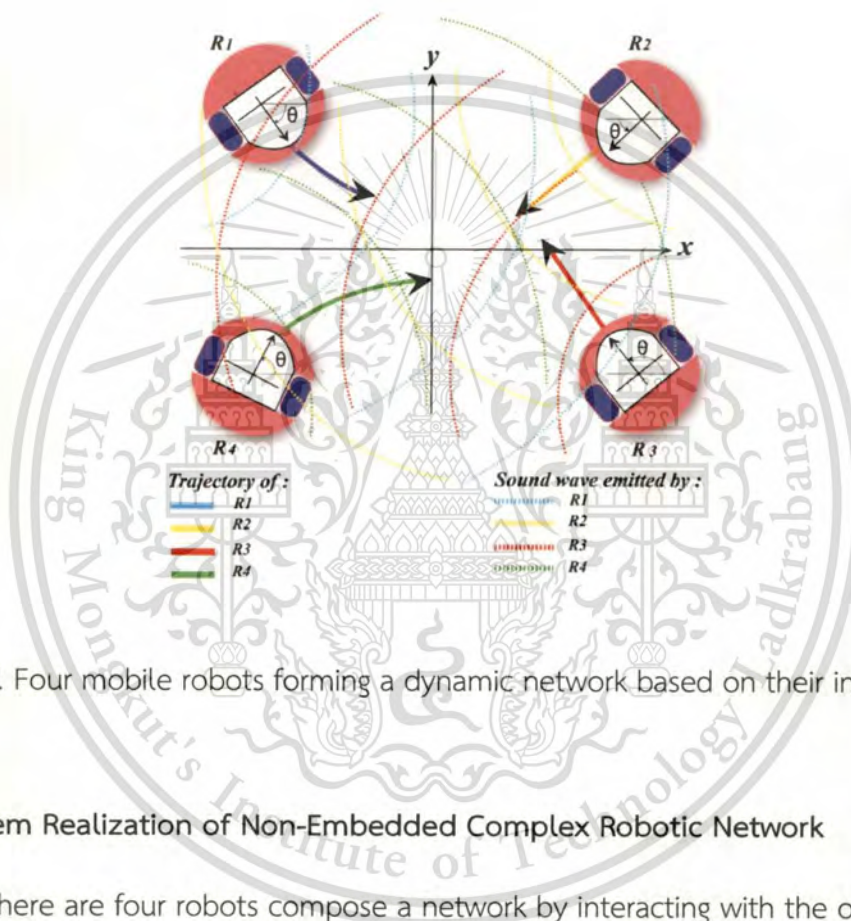 R1
R2
y
θ
θ
x
θ
θ
R4
R3
Trajectory of :
Sound wave emitted by :
R1
R1
R2
R2
R3
R3
R4
R4
. Four mobile robots forming a dynamic network based on their in
em Realization of Non-Embedded Complex Robotic Network
here are four robots compose a network by interacting with the o
King Mongkut's Institute of Technology Ladkrabang